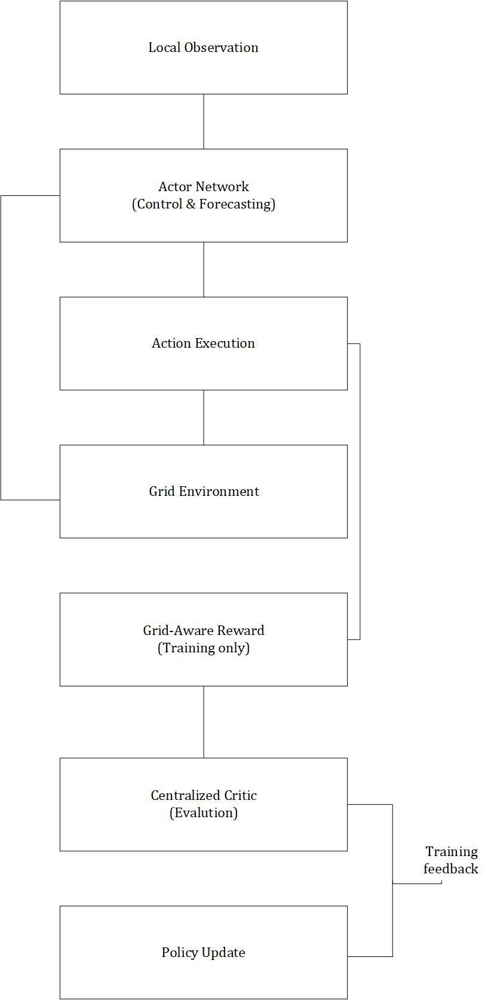 Local Observation
Actor Network
(Control & Forecasting)
Action Execution
Grid Environment
Grid-Aware Reward
(Training only)
Centralized Critic
(Evalution)
Training
feedback
Policy Update